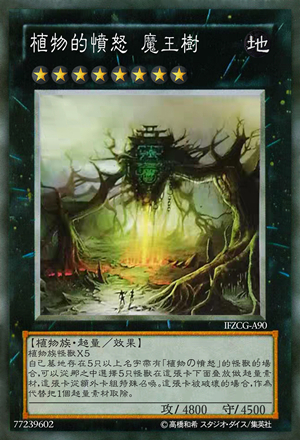 植物的憤怒 魔王樹 地
IFZCG-A90
【植物族·超量/效果】
植物族怪獸X5
自己墓地存在5只以上名字帶有「植物の憤怒」的怪獸的場
合,可以從那之中選擇5只怪獸在這張卡下面疊放做超量素
材,這張卡從額外卡組特殊召喚。這張卡被破壞的場合,作為
代替把1個超量素材取除。
攻/4800 守/4500
77239602 ©高橋和希 スタジオ・ダイス/集英社